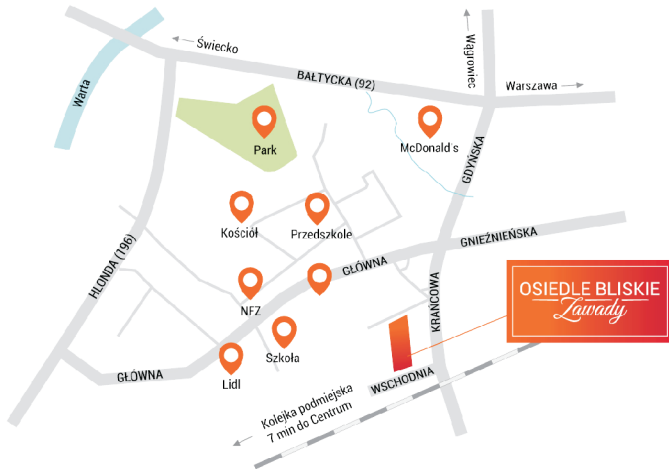 Świecko
Wągrowiec
Warta
BAŁTYCKA (92)
Warszawa
Park
McDonald's
GDYŃSKA
Kościół
Przedszkole
GNIEŹNIEŃSKA
HLONDA (196)
GŁÓWNA
NFZ
OSIEDLE BLISKIE
Zawady
KRAŃCOWA
Szkoła
GŁÓWNA
Lidl
WSCHODNIA
Kolejka podmiejska
7 min do Centrum